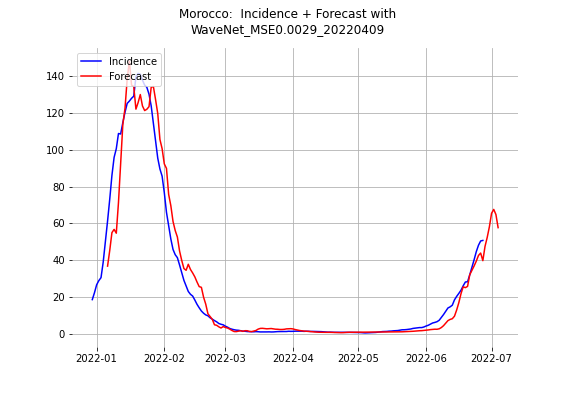 Morocco:  Incidence + Forecast with
WaveNet_MSE0.0029_20220409
Incidence
Forecast
140
120
100
80
60
40
20
0
2022-01 2022-02 2022-03 2022-04 2022-05 2022-06 2022-07